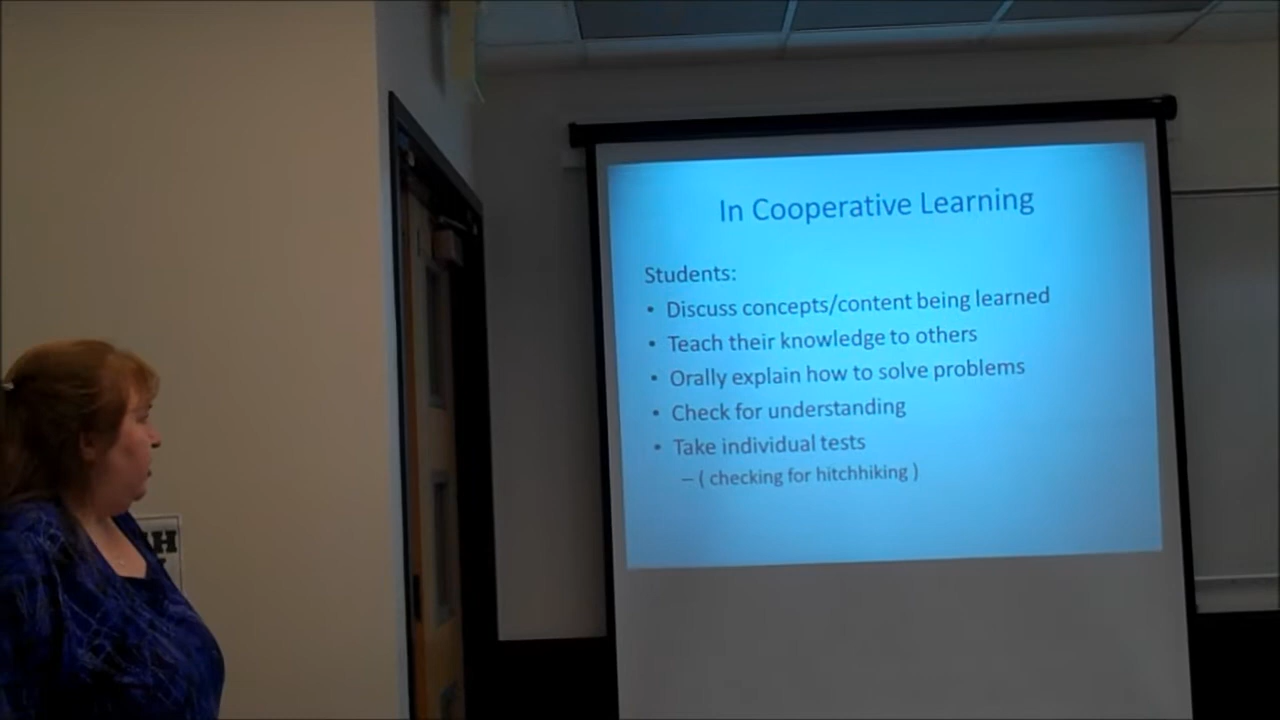 In Cooperative Learning
Students:
• Discuss concepts/content being learned
• Teach their knowledge to others
• Orally explain how to solve problems
• Check for understanding
• Take individual tests
– ( checking for hitchhiking )